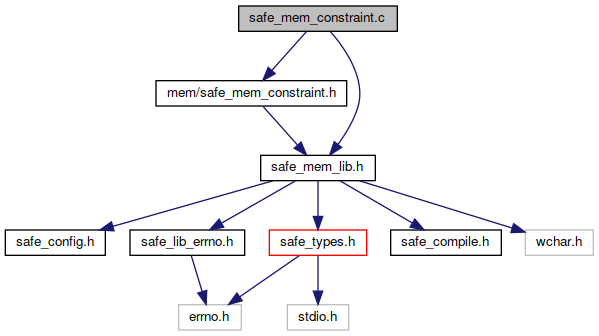 safe_mem_constraint.c
mem/safe_mem_constraint.h
safe_mem_lib.h
safe_config.h
safe_lib_errno.h
safe_types.h
safe_compile.h
wchar.h
errno.h
stdio.h